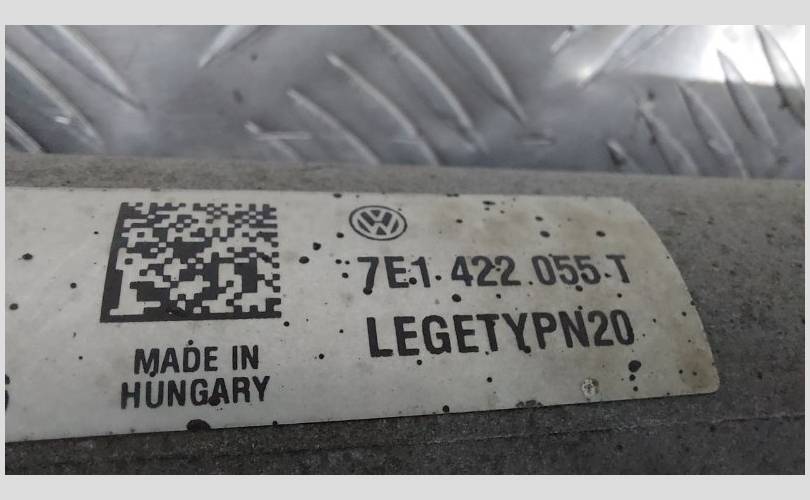 7E1 422 055 T
LEGETYPN20
MADE IN
HUNGARY